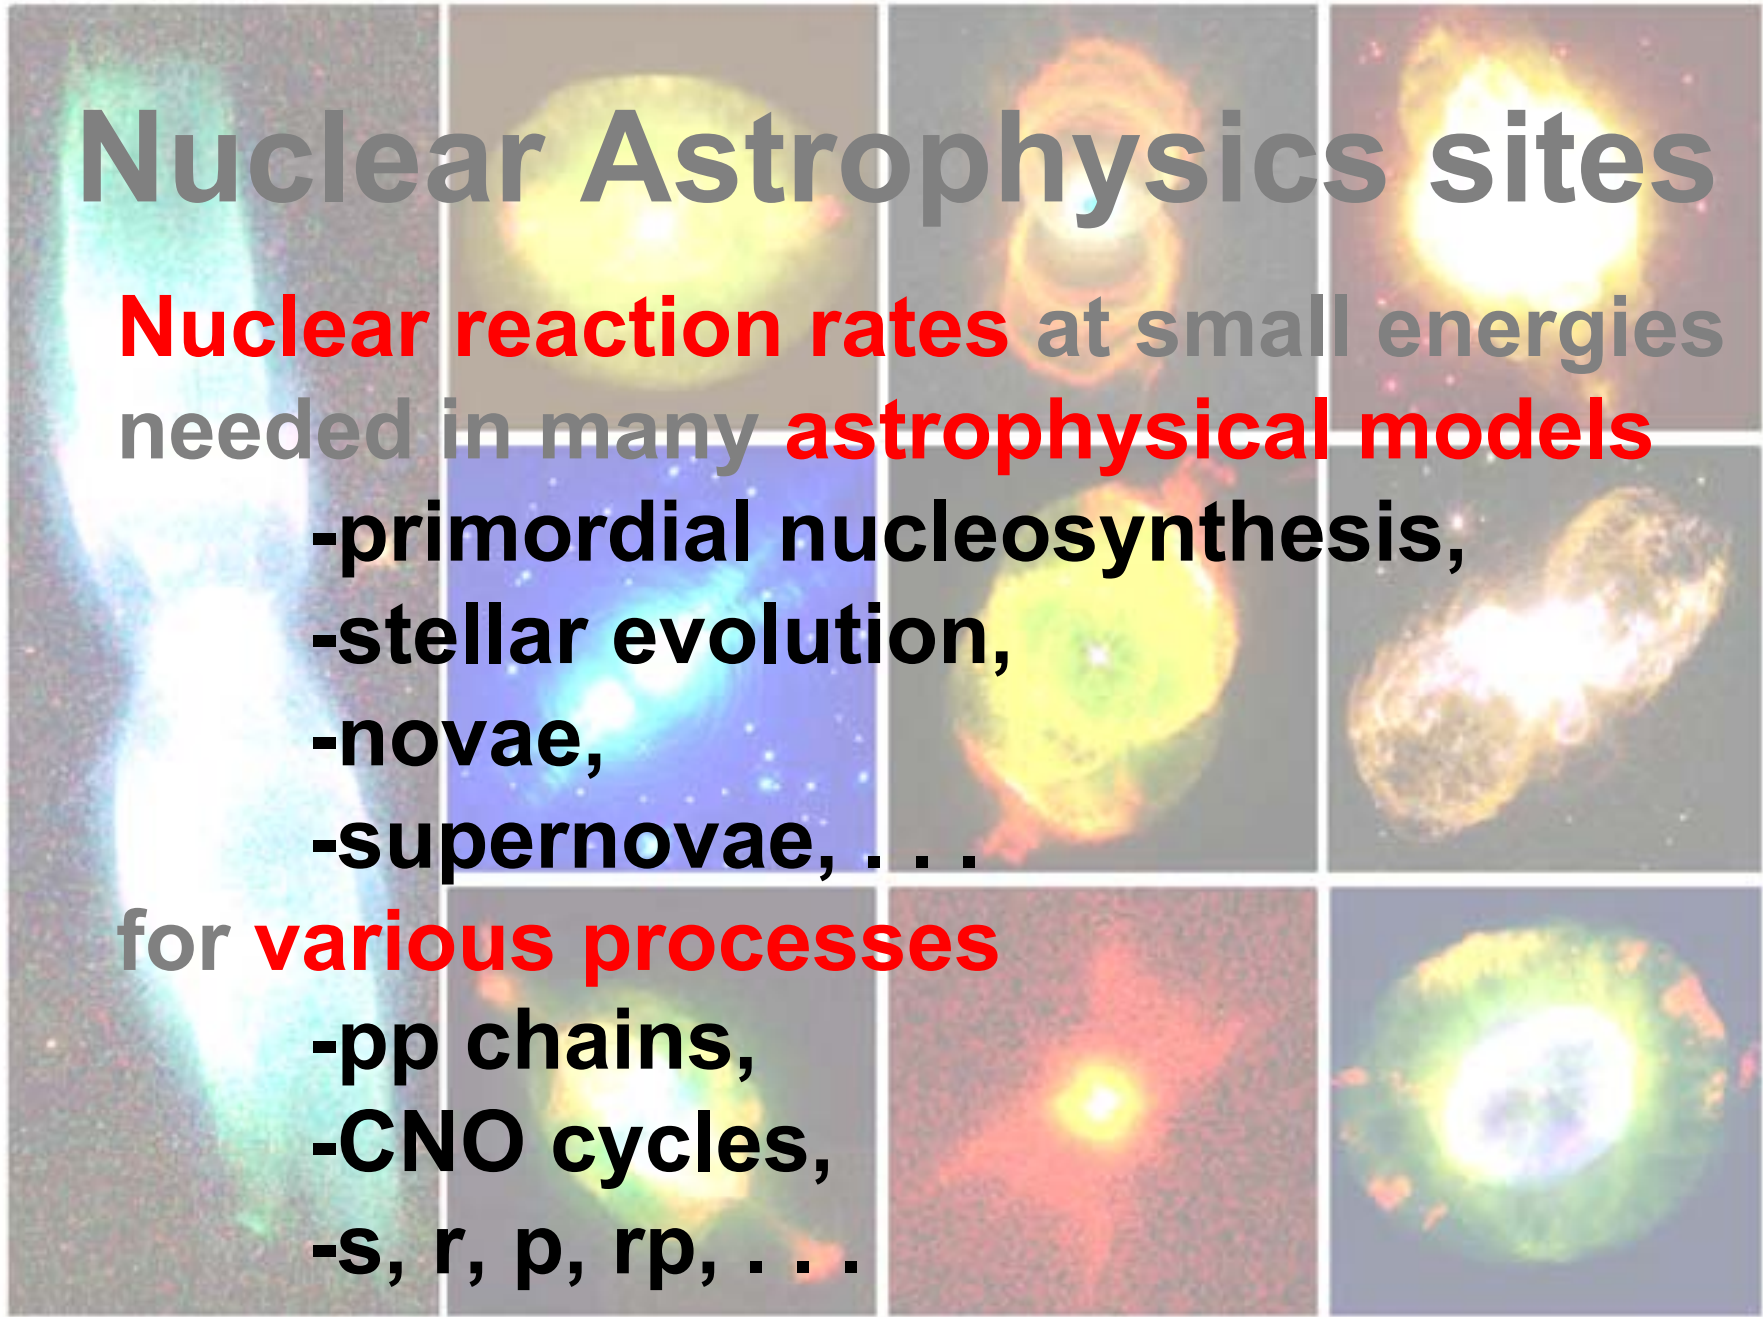 Nuclear Astrophysics sites
Nuclear reaction rates at small energies
needed in many astrophysical models
-primordial nucleosynthesis,
-stellar evolution,
-novae,
-supernovae, . . .
for various processes
-pp chains,
-CNO cycles,
-s, r, p, rp, . . .